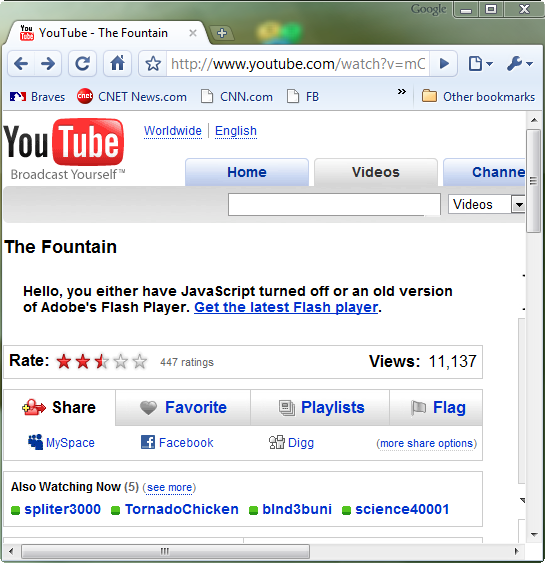 Google
YouTube - The Fountain
http://www.youtube.com/watch?v=mC
Braves CNET News.com CNN.com FB » Other bookmarks
YouTube Worldwide English
Broadcast Yourself™
Home Videos Channe
Videos
The Fountain
Hello, you either have JavaScript turned off or an old version
of Adobe's Flash Player. Get the latest Flash player.
Rate: 447 ratings Views: 11,137
Share Favorite Playlists Flag
MySpace Facebook Digg (more share options)
Also Watching Now (5) (see more)
spliter3000 TornadoChicken blnd3buni science40001